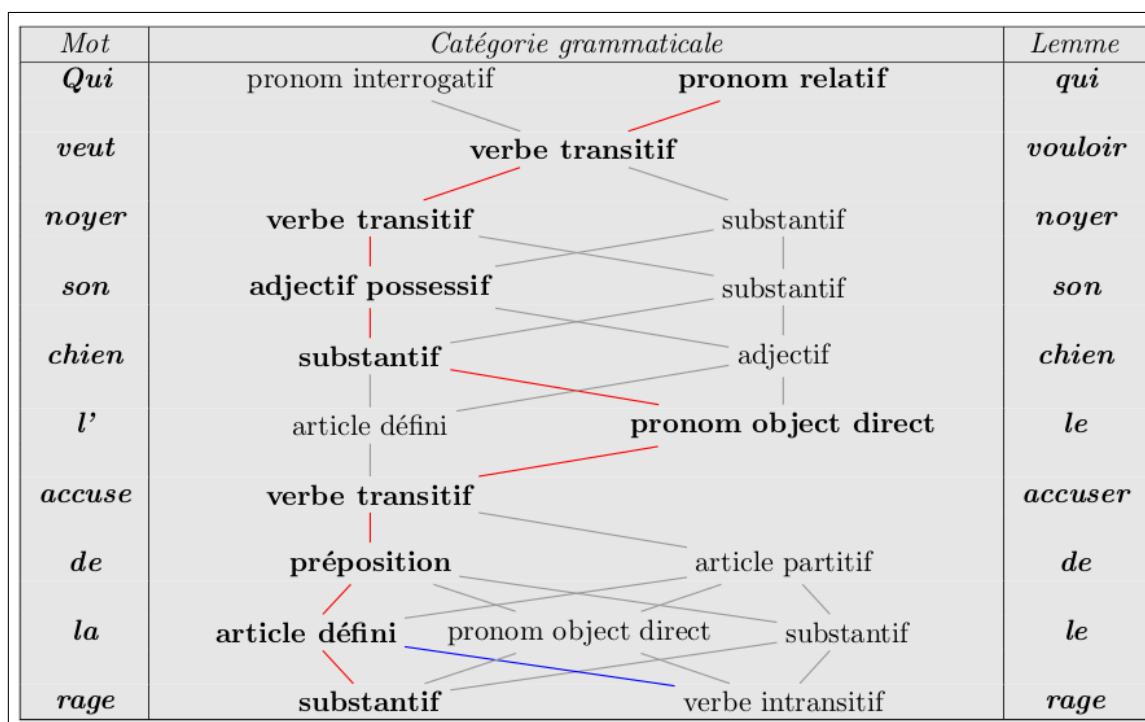 Mot Catégorie grammaticale Lemme
Qui pronom interrogatif pronom relatif qui
veut verbe transitif vouloir
noyer verbe transitif substantif noyer
son adjectif possessif substantif son
chien substantif adjectif chien
l' article défini pronom object direct le
accuse verbe transitif accuser
de préposition article partitif de
la article défini pronom object direct substantif le
rage substantif verbe intransitif rage